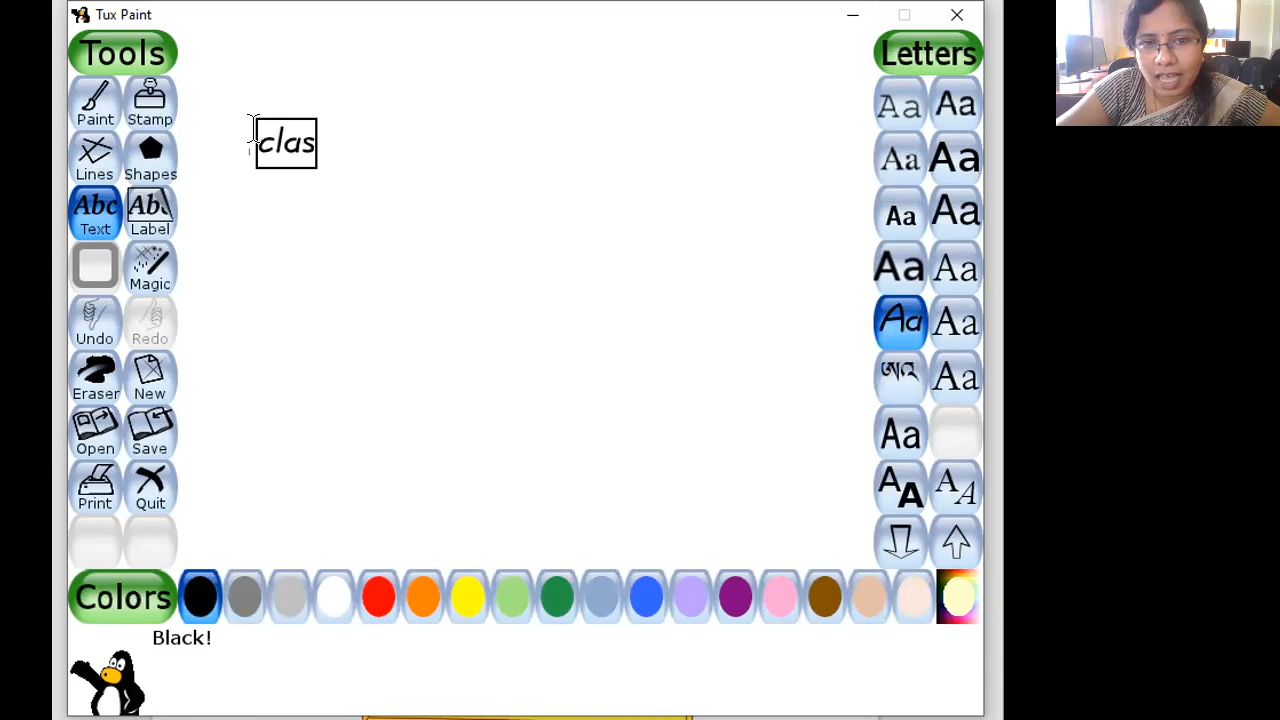 Tux Paint
Tools
Letters
Paint
Stamp
Lines
Shapes
Abc
Text
Abc
Label
Magic
Undo
Redo
Eraser
New
Open
Save
Print
Quit
clas
Aa Aa
Aa Aa
Aa Aa
Aa Aa
Aa Aa
Aa
Aa
AA AA
Colors
Black!